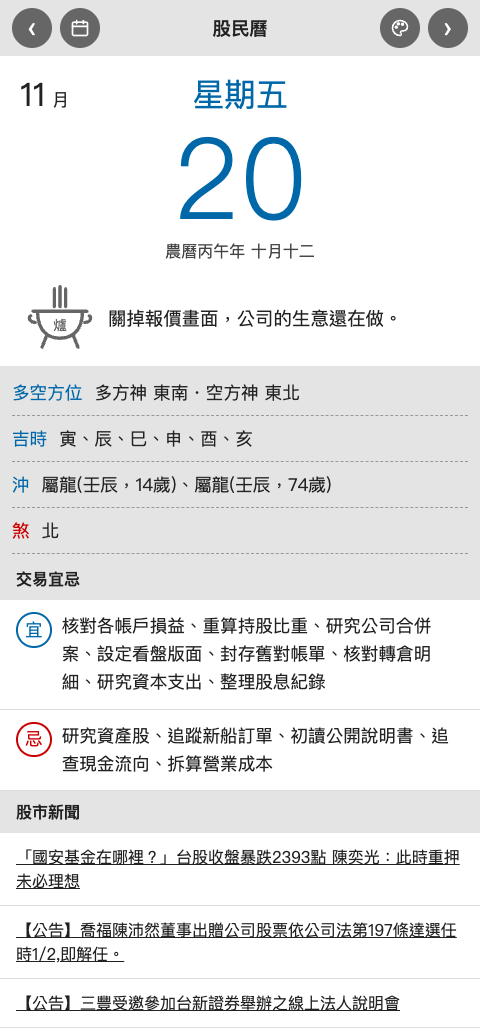 股民曆
11 月
星期五
20
農曆丙午年 十月十二
爐
關掉報價畫面，公司的生意還在做。
多空方位 多方神 東南・空方神 東北
吉時 寅、辰、巳、申、酉、亥
沖 屬龍(壬辰，14歲)、屬龍(壬辰，74歲)
煞 北
交易宜忌
宜
核對各帳戶損益、重算持股比重、研究公司合併
案、設定看盤版面、封存舊對帳單、核對轉倉明
細、研究資本支出、整理股息紀錄
忌
研究資產股、追蹤新船訂單、初讀公開說明書、追
查現金流向、拆算營業成本
股市新聞
「國安基金在哪裡？」台股收盤暴跌2393點 陳奕光：此時重押
未必理想
【公告】喬福陳沛然董事出贈公司股票依公司法第197條達選任
時1/2,即解任。
【公告】三豐受邀參加台新證券舉辦之線上法人說明會